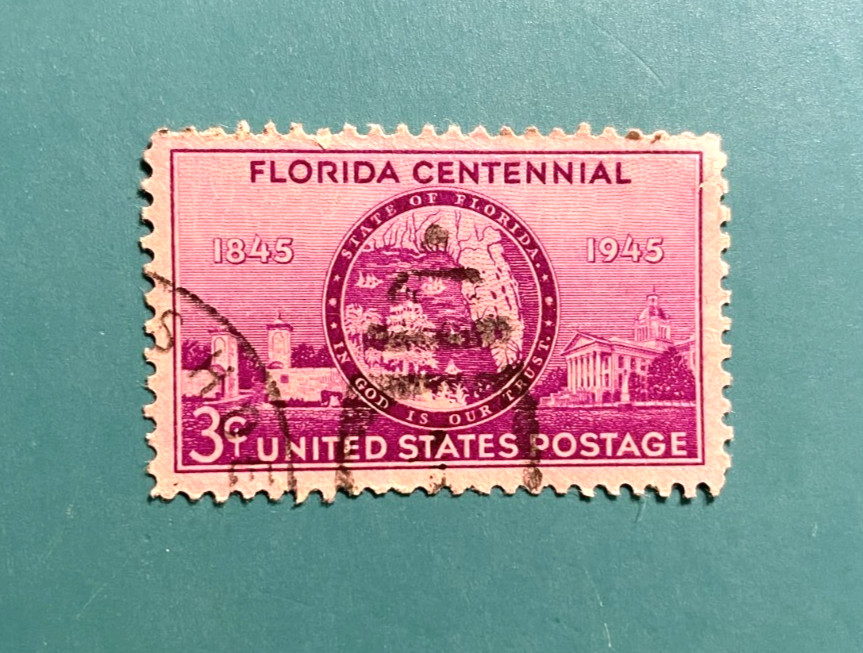 FLORIDA CENTENNIAL
1845
STATE OF FLORIDA
1945
IN GOD IS OUR TRUST.
3¢ UNITED STATES POSTAGE